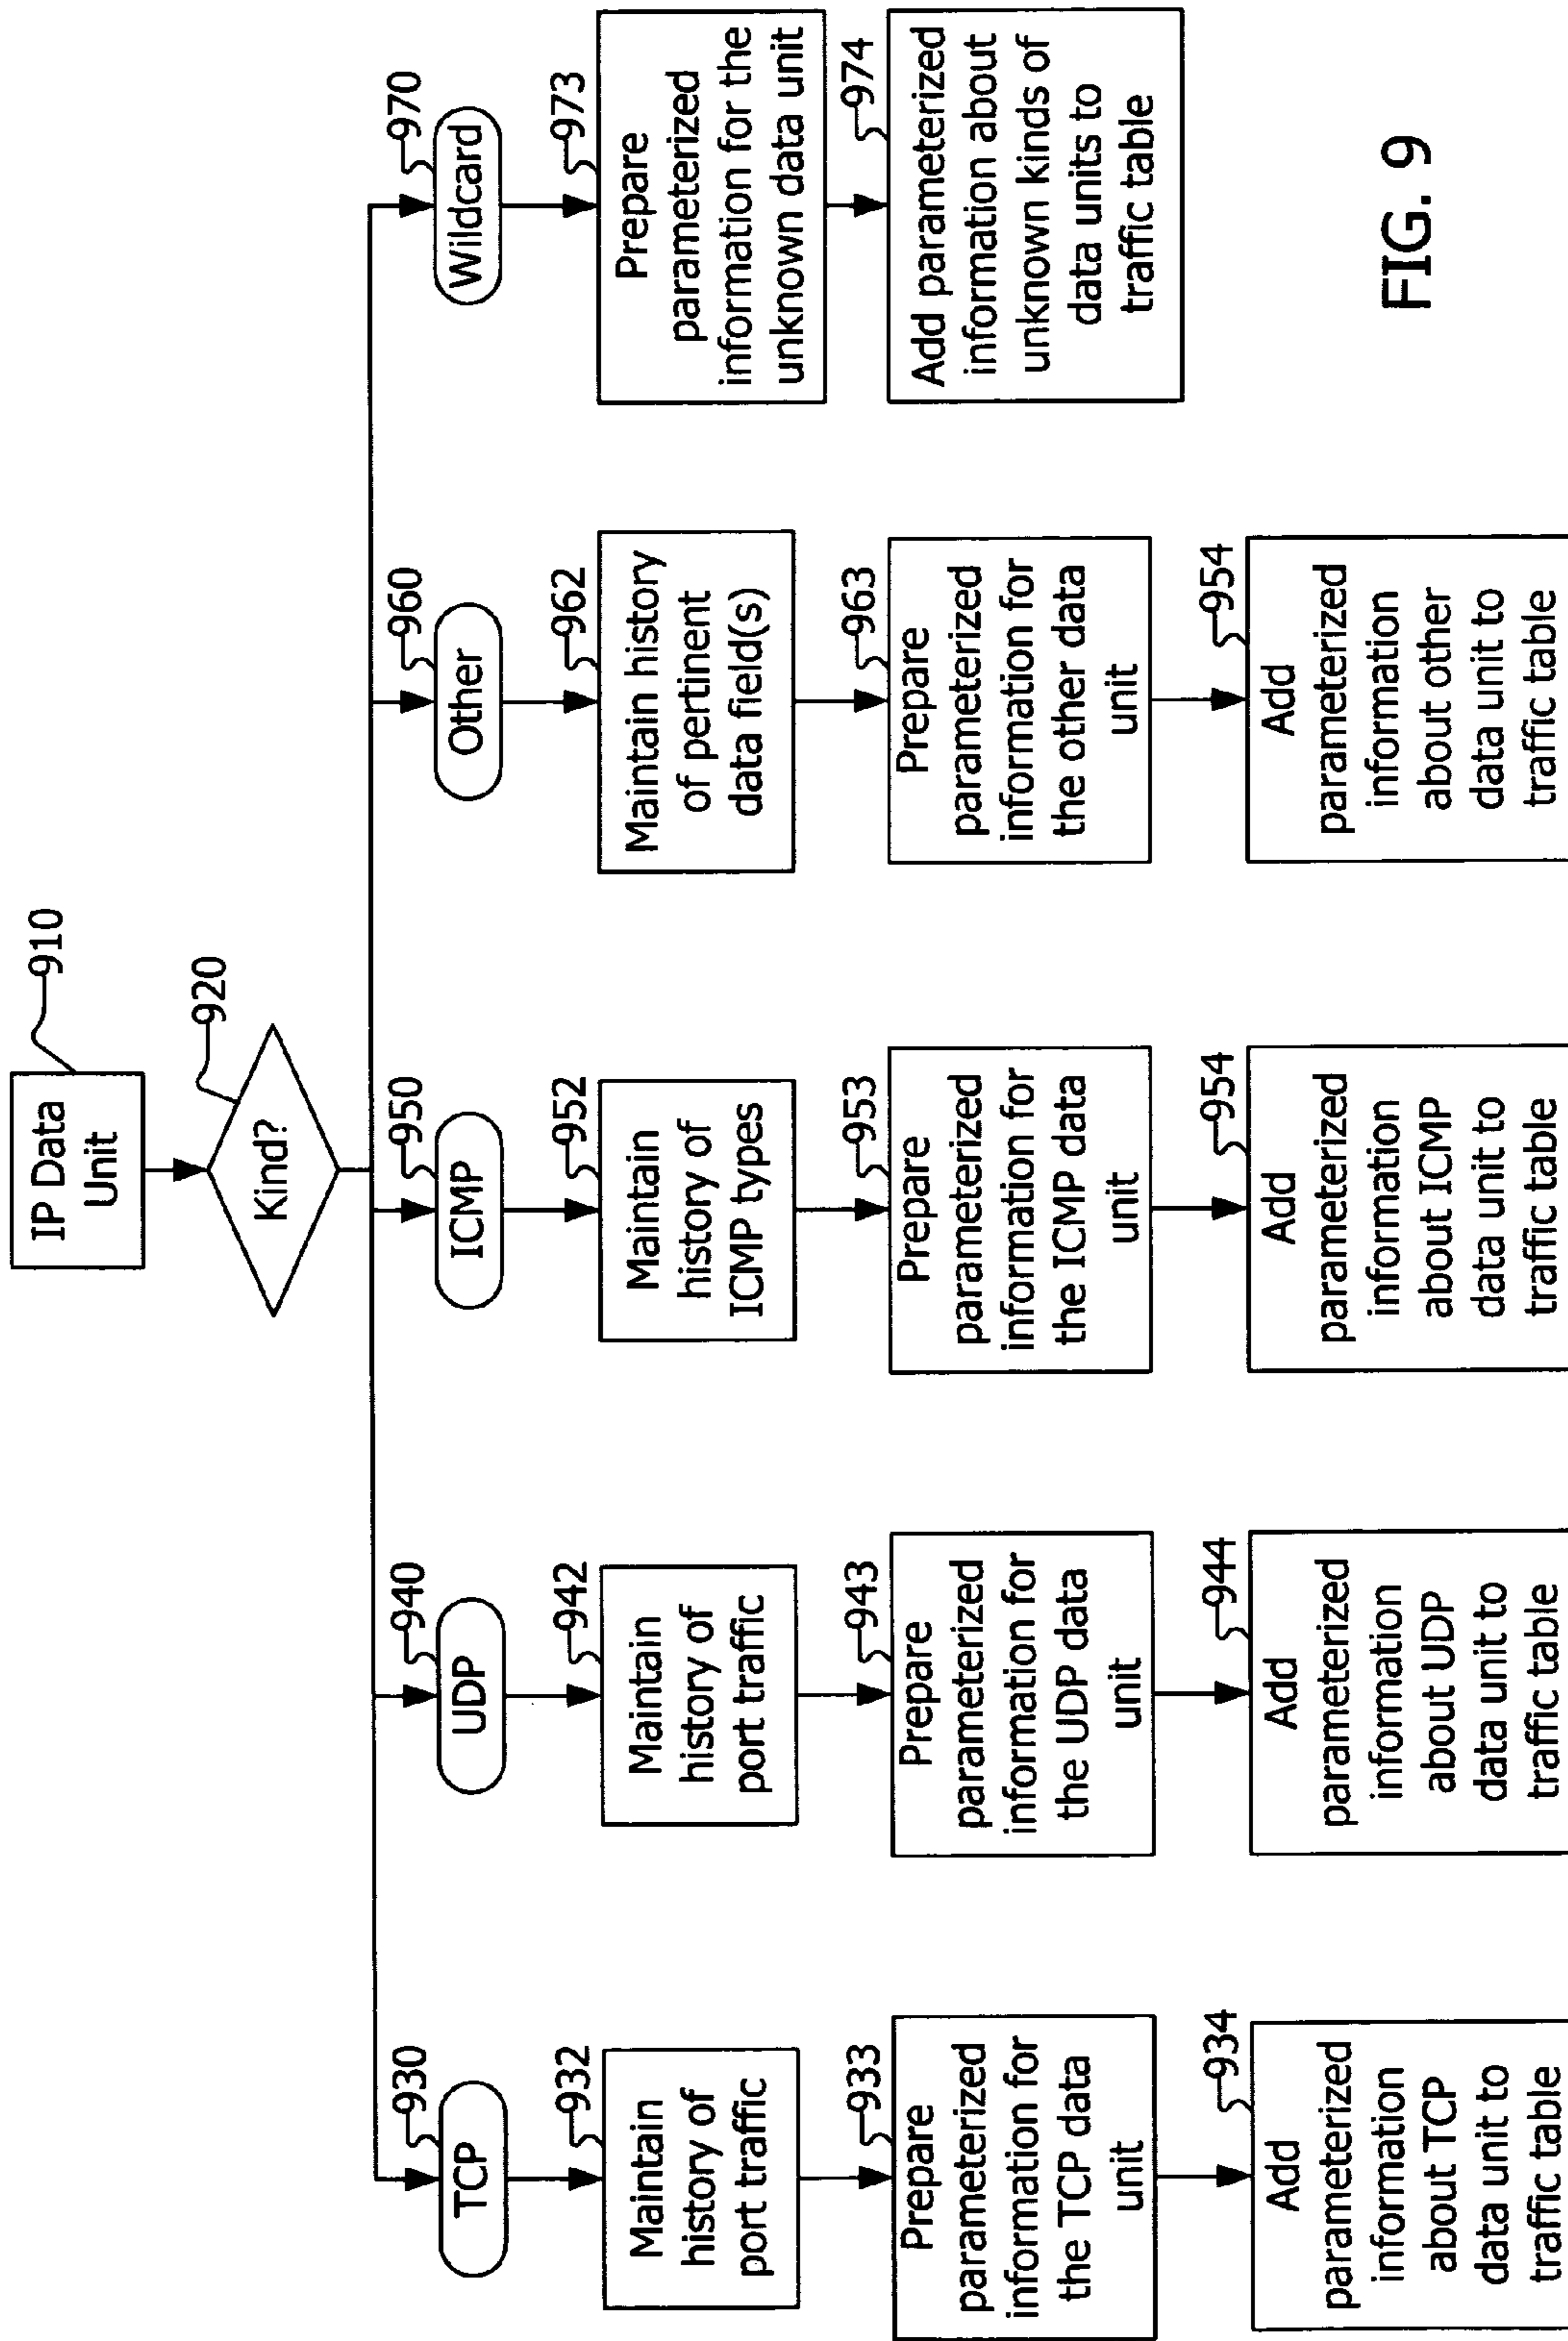 IP Data
Unit
910
Kind?
920
TCP
930
Maintain
history of
port traffic
932
Prepare
parameterized
information for
the TCP data
unit
933
Add
parameterized
information
about TCP
data unit to
traffic table
934
UDP
940
Maintain
history of
port traffic
942
Prepare
parameterized
information for
the UDP data
unit
943
Add
parameterized
information
about UDP
data unit to
traffic table
944
ICMP
950
Maintain
history of
ICMP types
952
Prepare
parameterized
information for
the ICMP data
unit
953
Add
parameterized
information
about ICMP
data unit to
traffic table
954
Other
960
Maintain history
of pertinent
data field(s)
962
Prepare
parameterized
information for
the other data
unit
963
Add
parameterized
information
about other
data unit to
traffic table
954
Wildcard
970
Prepare
parameterized
information for the
unknown data unit
973
Add parameterized
information about
unknown kinds of
data units to
traffic table
974
FIG. 9